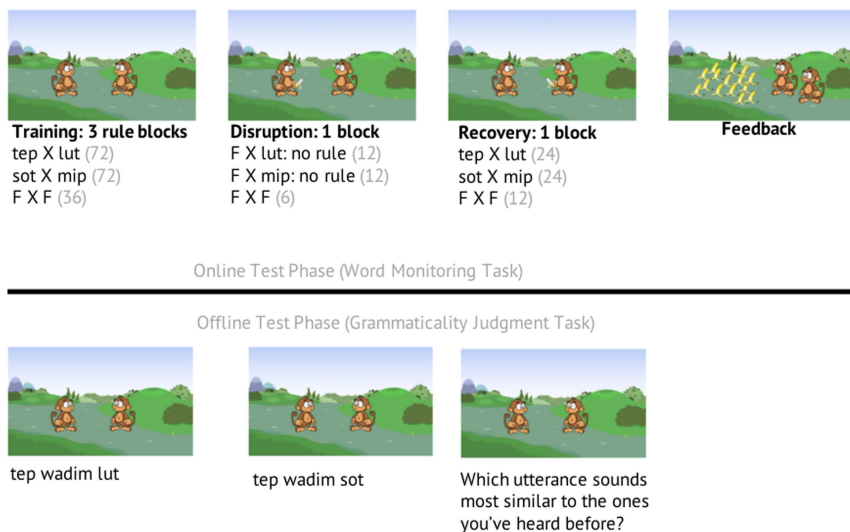 Training: 3 rule blocks
tep X lut (72)
sot X mip (72)
F X F (36)
Disruption: 1 block
F X lut: no rule (12)
F X mip: no rule (12)
F X F (6)
Recovery: 1 block
tep X lut (24)
sot X mip (24)
F X F (12)
Feedback
Online Test Phase (Word Monitoring Task)
Offline Test Phase (Grammaticality Judgment Task)
tep wadim lut
tep wadim sot
Which utterance sounds
most similar to the ones
you've heard before?